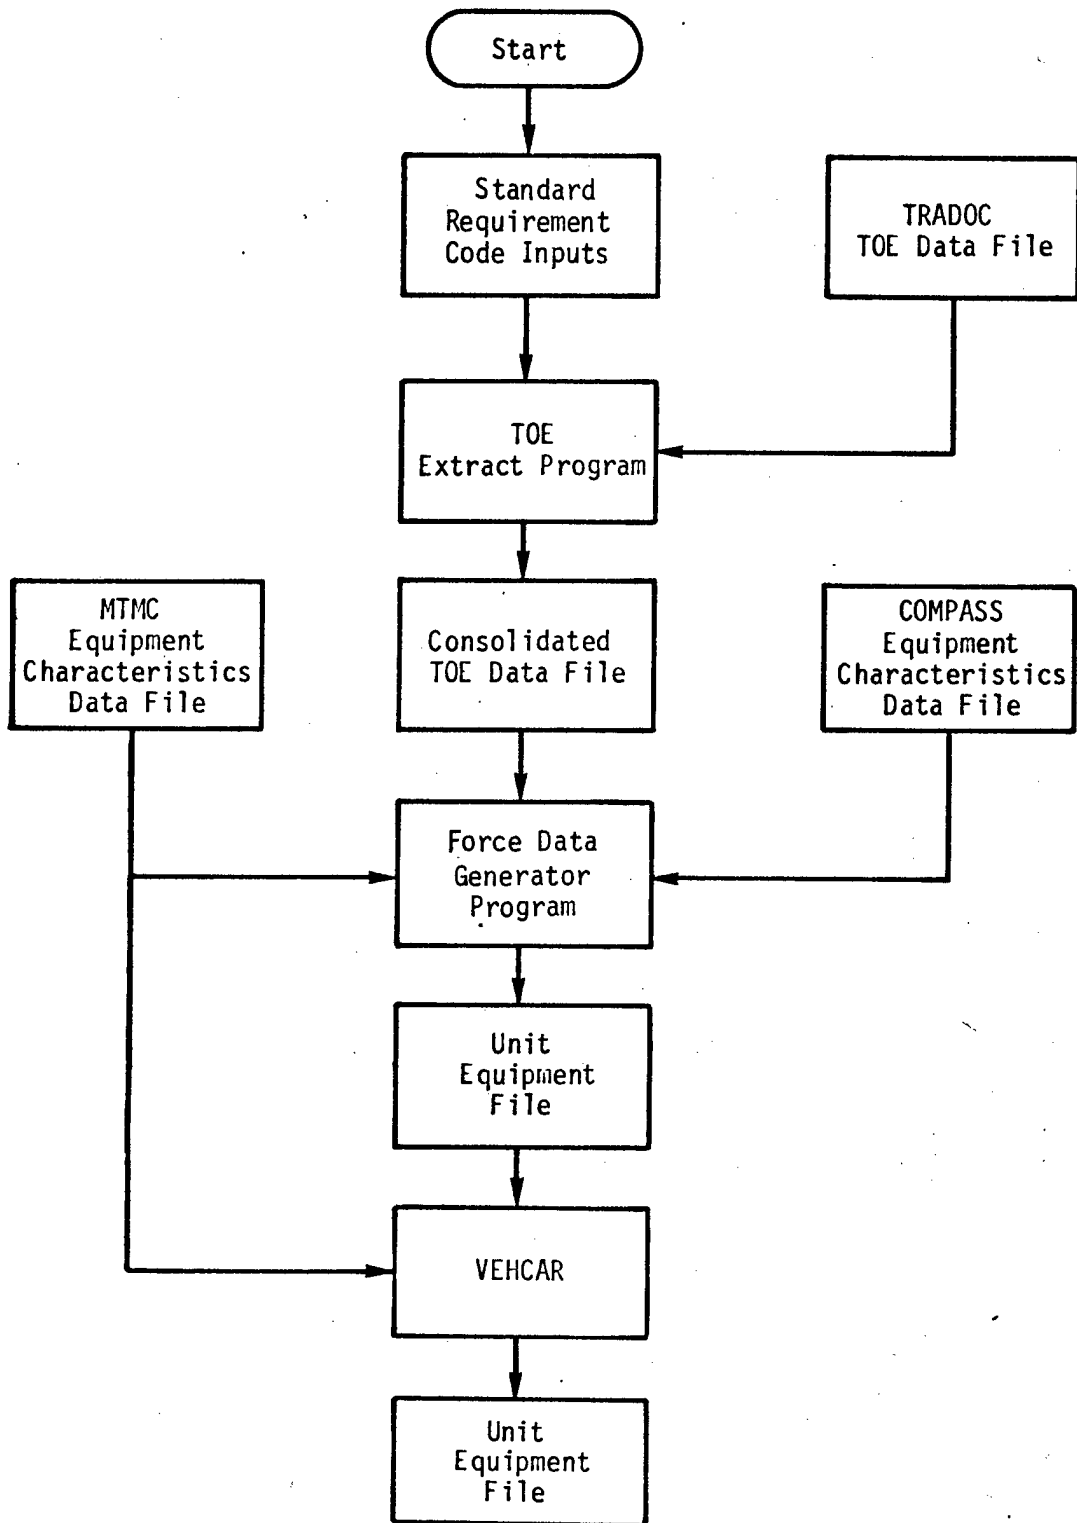 Start
Standard
Requirement
Code Inputs
TRADOC
TOE Data File
TOE
Extract Program
MTMC
Equipment
Characteristics
Data File
Consolidated
TOE Data File
COMPASS
Equipment
Characteristics
Data File
Force Data
Generator
Program
Unit
Equipment
File
VEHCAR
Unit
Equipment
File